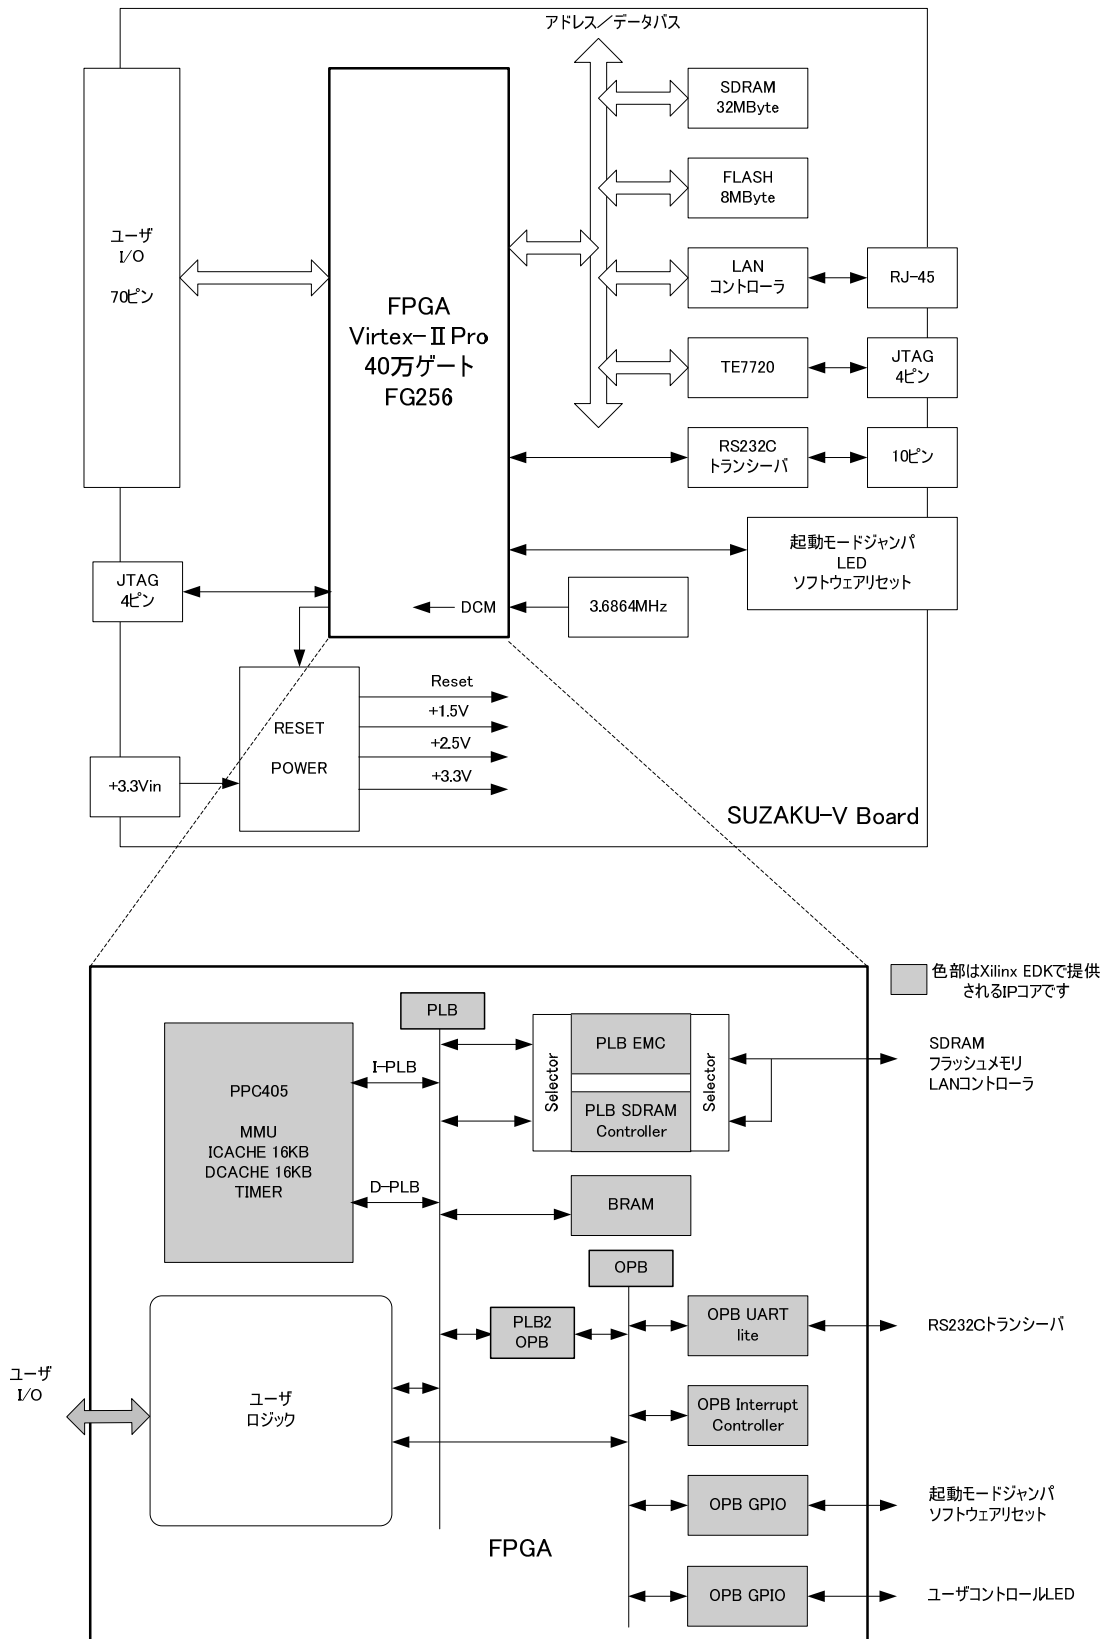 アドレス／データバス
SDRAM
32MByte
FLASH
8MByte
ユーザ
I/O
70ピン
LAN
コントローラ
RJ-45
FPGA
Virtex-ⅡPro
40万ゲート
FG256
TE7720
JTAG
4ピン
RS232C
トランシーバ
10ピン
起動モードジャンパ
LED
ソフトウェアリセット
JTAG
4ピン
DCM
3.6864MHz
RESET
POWER
Reset
+1.5V
+2.5V
+3.3V
+3.3Vin
SUZAKU-V Board
色部はXilinx EDKで提供
されるIPコアです
PLB
PPC405
MMU
ICACHE 16KB
DCACHE 16KB
TIMER
I-PLB
D-PLB
Selector
PLB EMC
PLB SDRAM
Controller
Selector
SDRAM
フラッシュメモリ
LANコントローラ
BRAM
OPB
PLB2
OPB
OPB UART
lite
RS232Cトランシーバ
ユーザ
I/O
ユーザ
ロジック
OPB Interrupt
Controller
OPB GPIO
起動モードジャンパ
ソフトウェアリセット
FPGA
OPB GPIO
ユーザコントロールLED